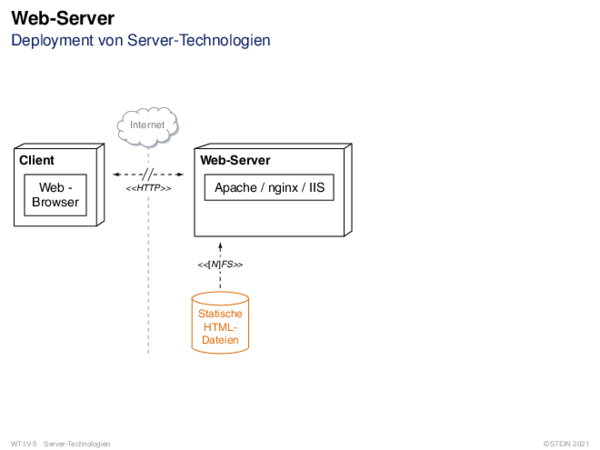 Web-Server
Deployment von Server-Technologien
Internet
Client
Web -
Browser
<<HTTP>>
Web-Server
Apache / nginx / IIS
<<[N]FS>>
Statische
HTML-
Dateien
WT:IV-5 Server-Technologien
©STEIN 2021